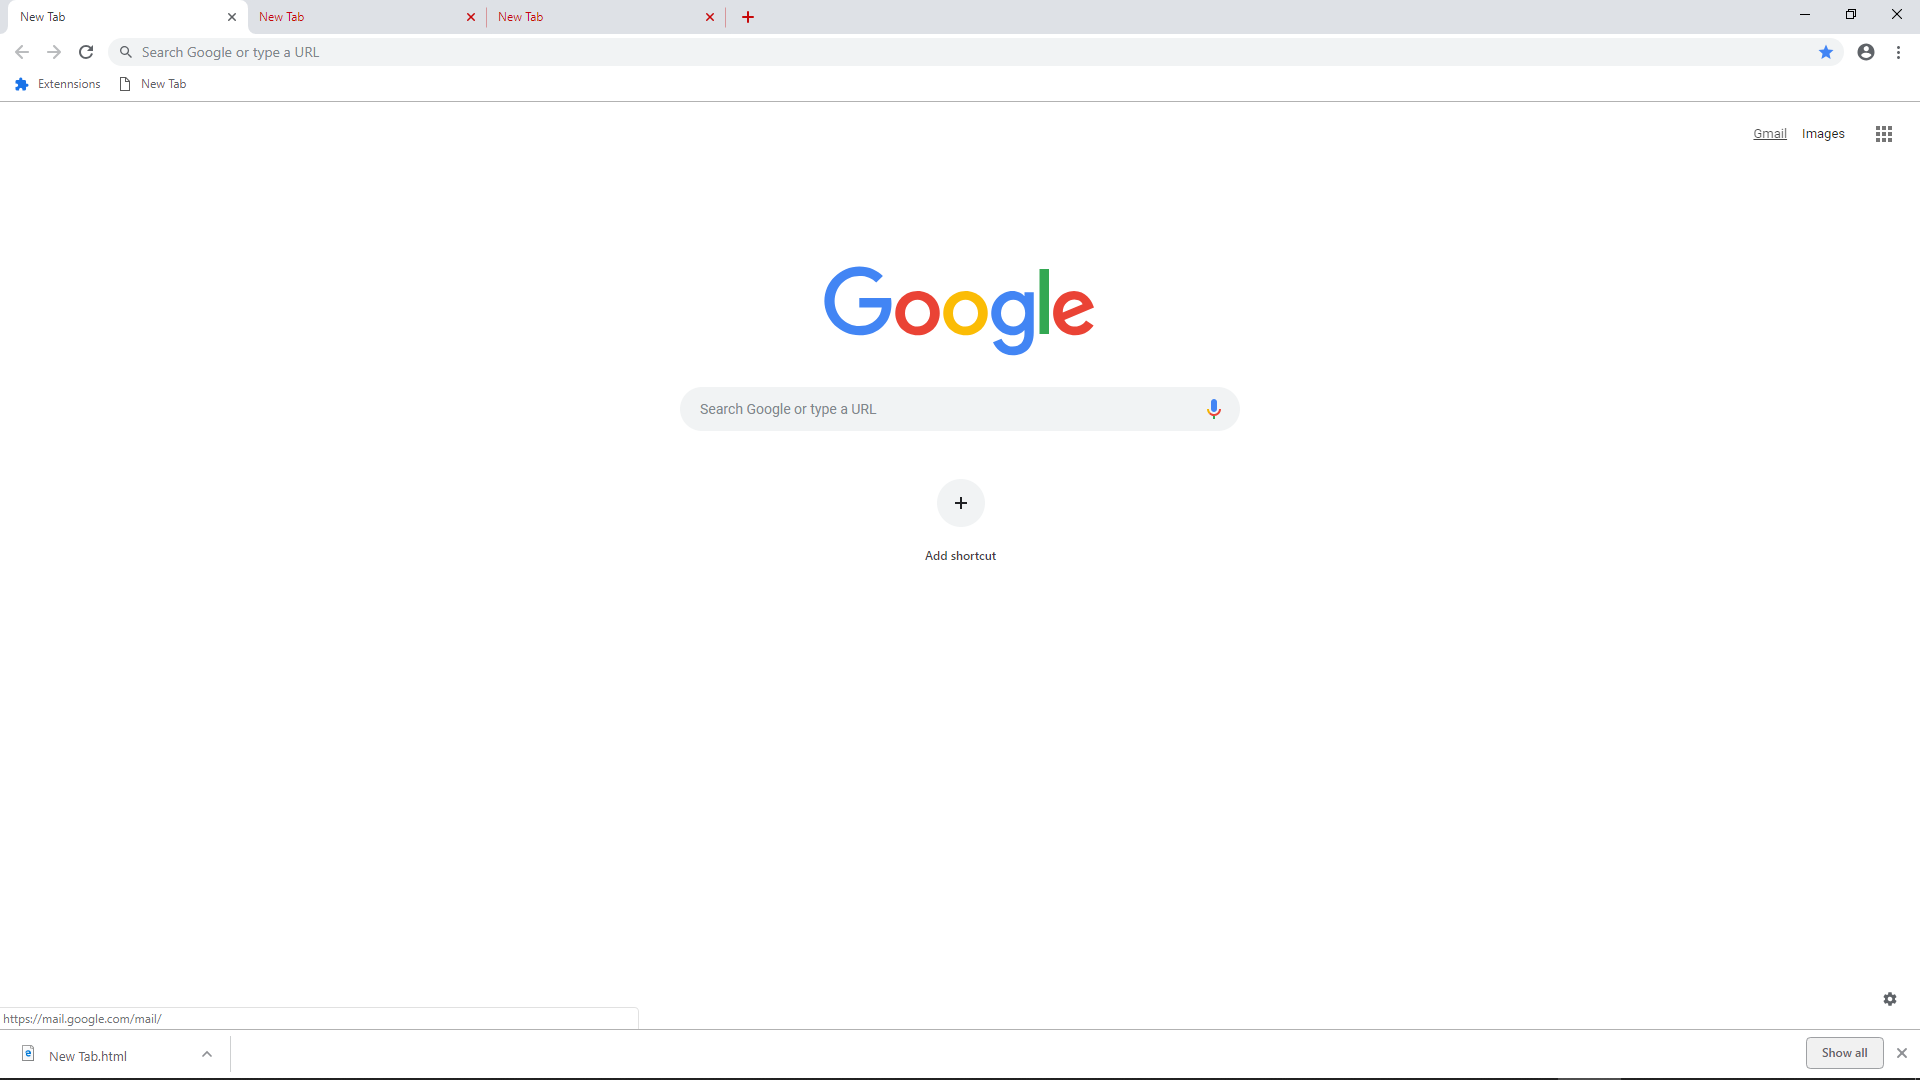 New Tab
New Tab
New Tab
Search Google or type a URL
Extennsions
New Tab
Gmail
Images
Google
Search Google or type a URL
Add shortcut
https://mail.google.com/mail/
New Tab.html
Show all